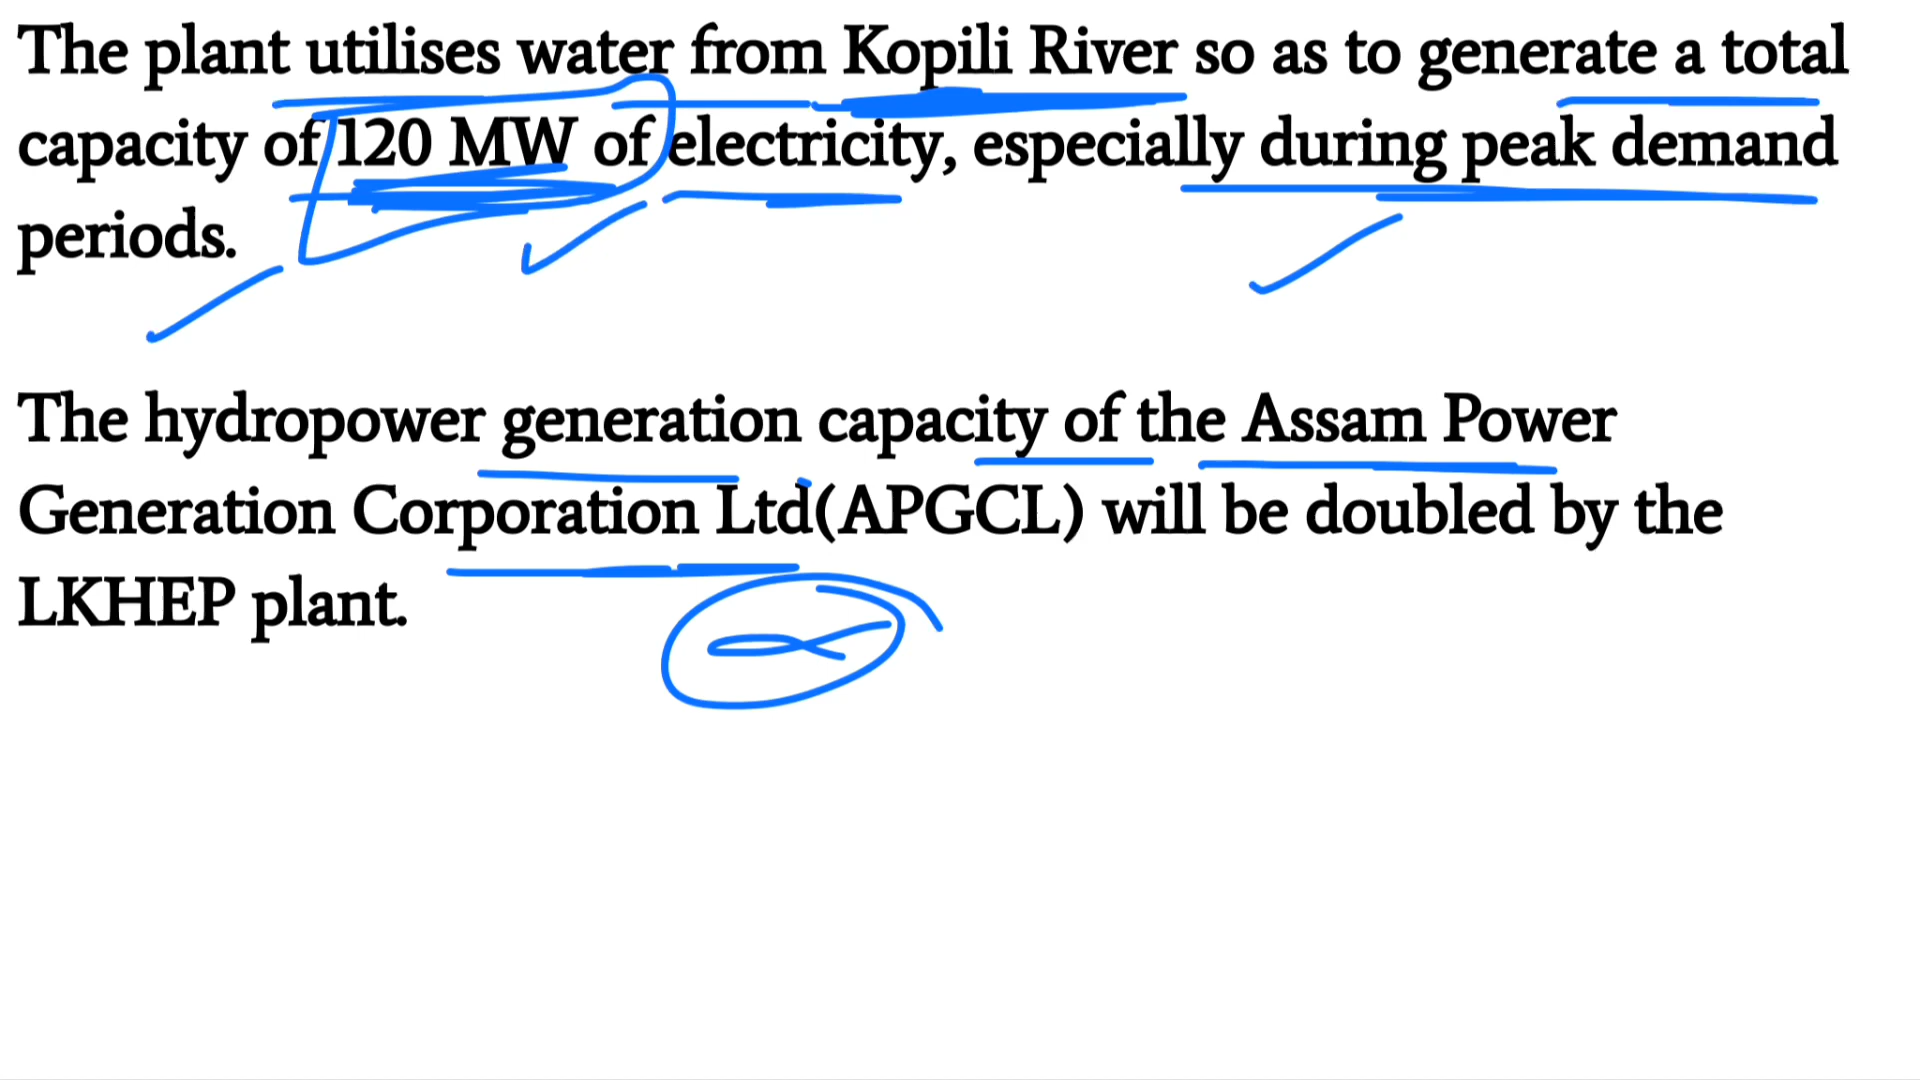 The plant utilises water from Kopili River so as to generate a total
capacity of 120 MW of electricity, especially during peak demand
periods.
The hydropower generation capacity of the Assam Power
Generation Corporation Ltd(APGCL) will be doubled by the
LKHEP plant.